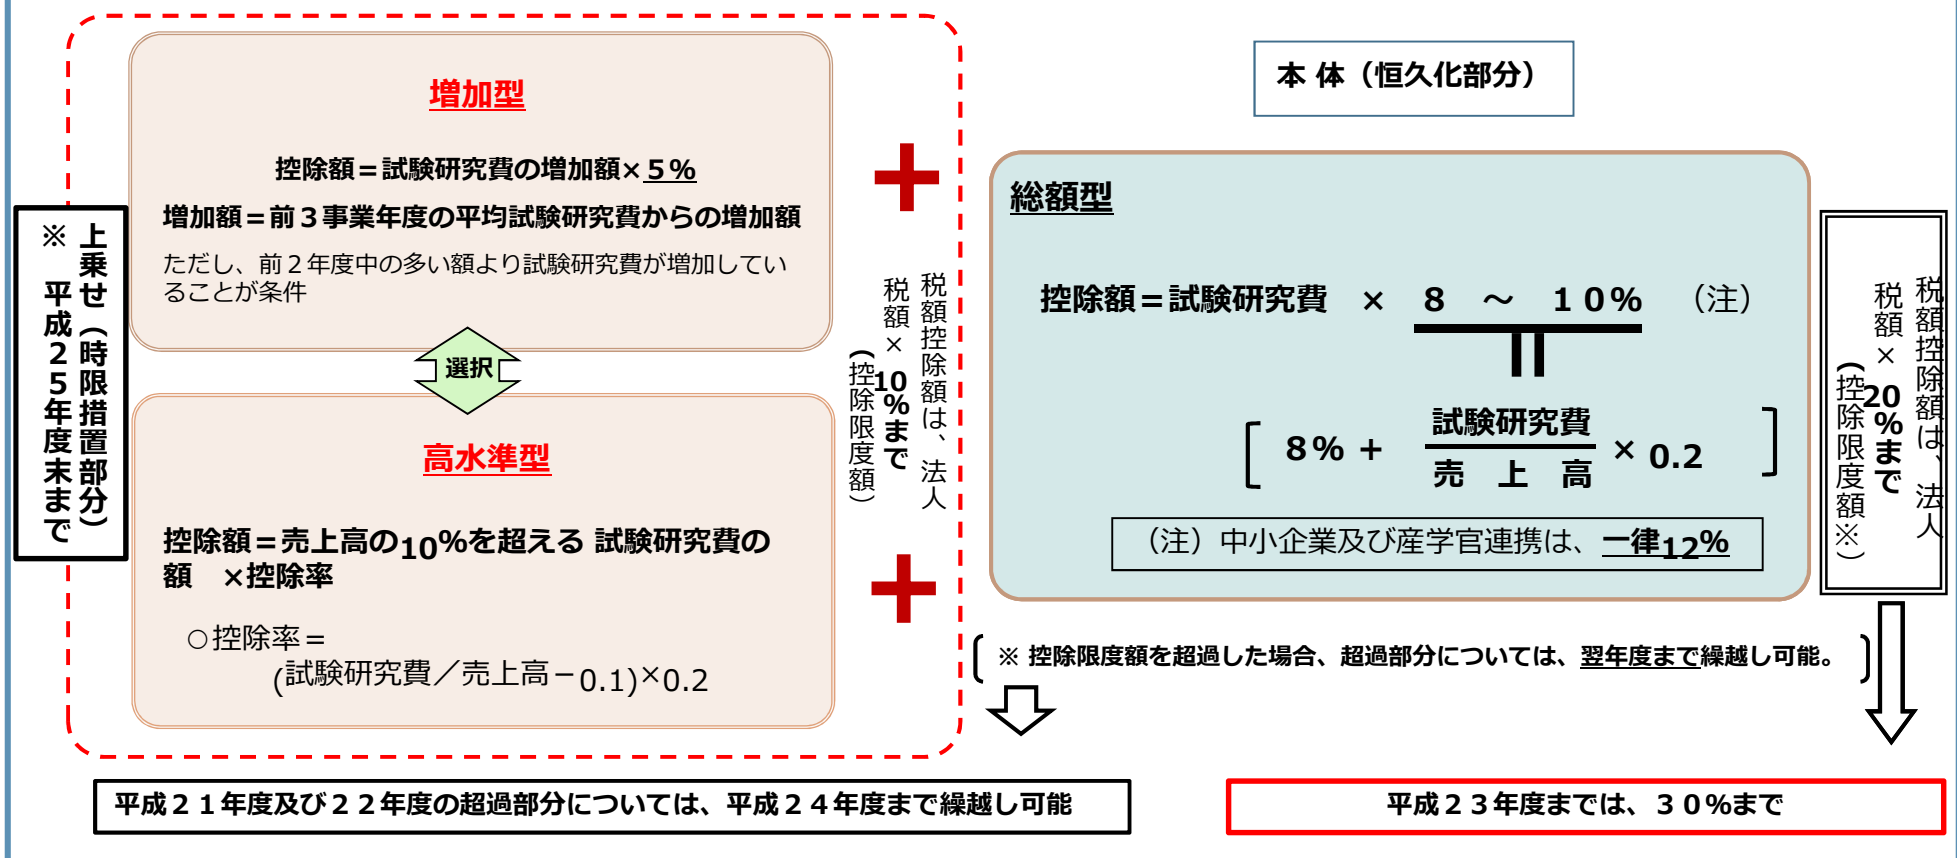 上乗せ（時限措置部分）
※　平成２５年度末まで
増加型
控除額＝試験研究費の増加額×５%
増加額＝前３事業年度の平均試験研究費からの増加額
ただし、前２年度中の多い額より試験研究費が増加してい
ることが条件
選択
高水準型
控除額＝売上高の10%を超える 試験研究費の
額　×控除率
○控除率＝
(試験研究費／売上高－0.1)×0.2
＋
＋
税額控除額は、法人
税額×10%まで
（控除限度額）
本 体（恒久化部分）
総額型
控除額＝試験研究費　×　８　～　１０%　（注）
8%＋　試験研究費
売　上　高
× 0.2
（注）中小企業及び産学官連携は、一律12%
税額控除額は、法人
税額×20%まで
（控除限度額※）
※ 控除限度額を超過した場合、超過部分については、翌年度まで繰越し可能。
平成２１年度及び２２年度の超過部分については、平成２４年度まで繰越し可能
平成２３年度までは、３０%まで